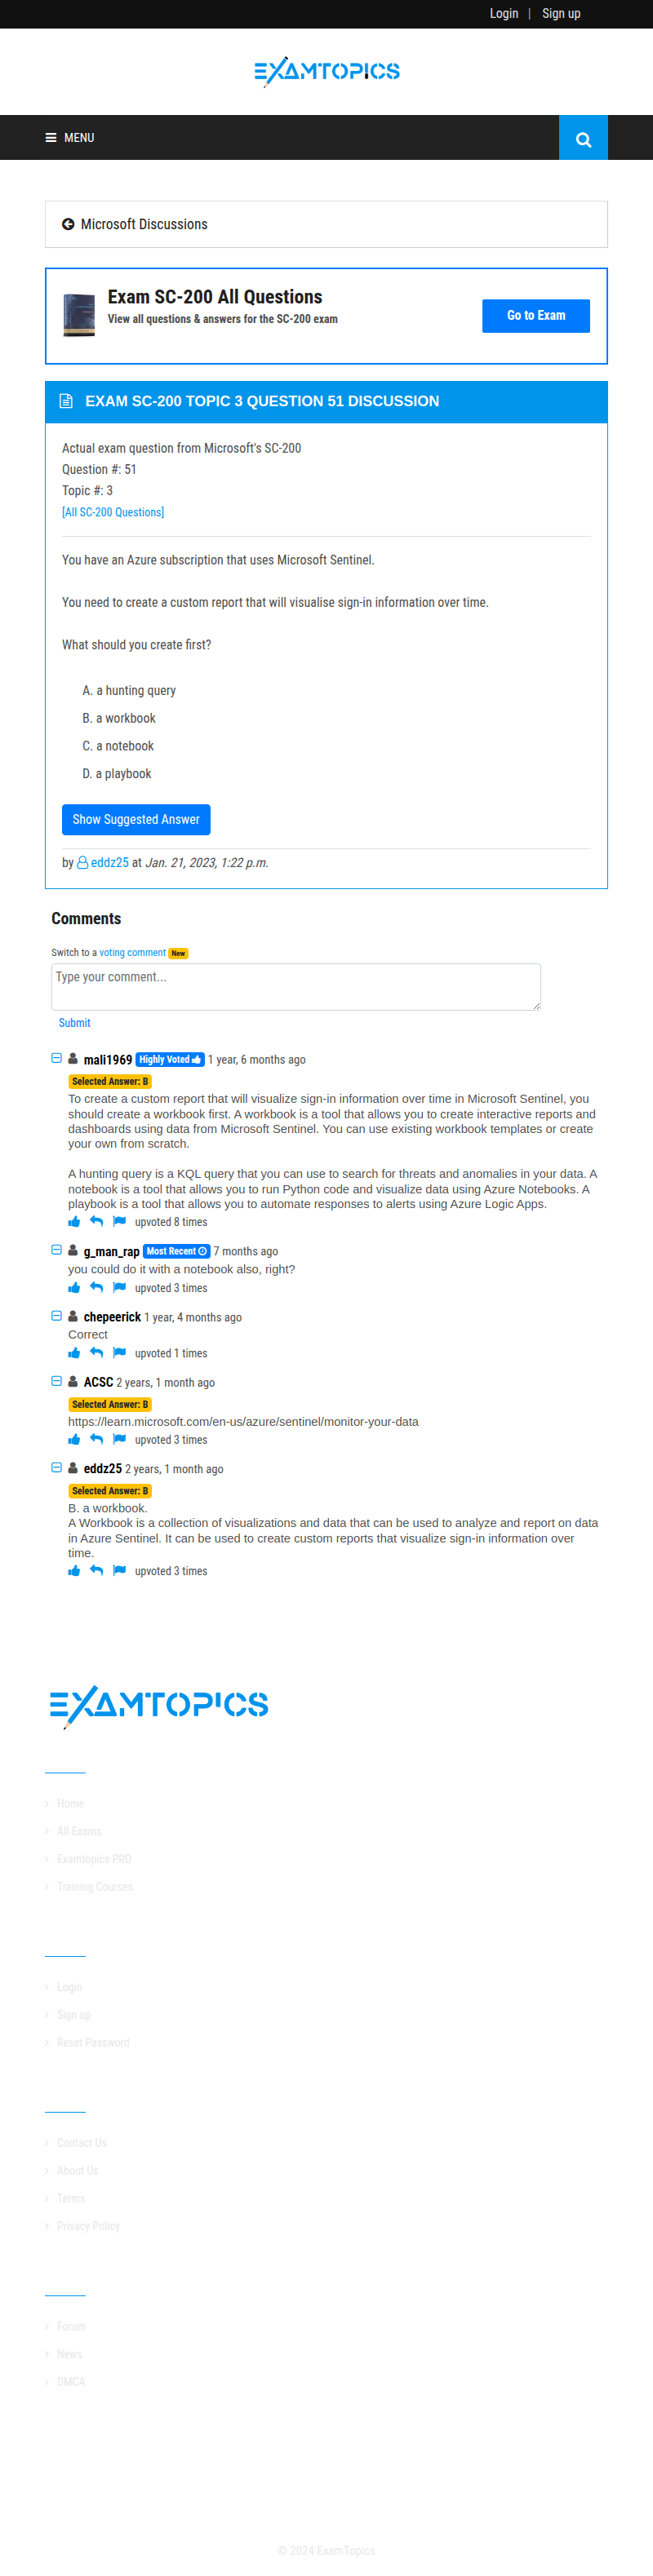 Login | Sign up
EXAMTOPICS
MENU
Microsoft Discussions
Exam SC-200 All Questions
View all questions & answers for the SC-200 exam
Go to Exam
EXAM SC-200 TOPIC 3 QUESTION 51 DISCUSSION
Actual exam question from Microsoft's SC-200
Question #: 51
Topic #: 3
[All SC-200 Questions]
You have an Azure subscription that uses Microsoft Sentinel.
You need to create a custom report that will visualise sign-in information over time.
What should you create first?
A. a hunting query
B. a workbook
C. a notebook
D. a playbook
Show Suggested Answer
by eddz25 at Jan. 21, 2023, 1:22 p.m.
Comments
Switch to a voting comment New
Type your comment...
Submit
mali1969 Highly Voted 1 year, 6 months ago
Selected Answer: B
To create a custom report that will visualize sign-in information over time in Microsoft Sentinel, you
should create a workbook first. A workbook is a tool that allows you to create interactive reports and
dashboards using data from Microsoft Sentinel. You can use existing workbook templates or create
your own from scratch.
A hunting query is a KQL query that you can use to search for threats and anomalies in your data. A
notebook is a tool that allows you to run Python code and visualize data using Azure Notebooks. A
playbook is a tool that allows you to automate responses to alerts using Azure Logic Apps.
upvoted 8 times
g_man_rap Most Recent 7 months ago
you could do it with a notebook also, right?
upvoted 3 times
chepeerick 1 year, 4 months ago
Correct
upvoted 1 times
ACSC 2 years, 1 month ago
Selected Answer: B
https://learn.microsoft.com/en-us/azure/sentinel/monitor-your-data
upvoted 3 times
eddz25 2 years, 1 month ago
Selected Answer: B
B. a workbook.
A Workbook is a collection of visualizations and data that can be used to analyze and report on data
in Azure Sentinel. It can be used to create custom reports that visualize sign-in information over
time.
upvoted 3 times
EXAMTOPICS
Home
All Exams
Examtopics PRO
Training Courses
Login
Sign up
Reset Password
Contact Us
About Us
Terms
Privacy Policy
Forum
News
DMCA
© 2024 ExamTopics